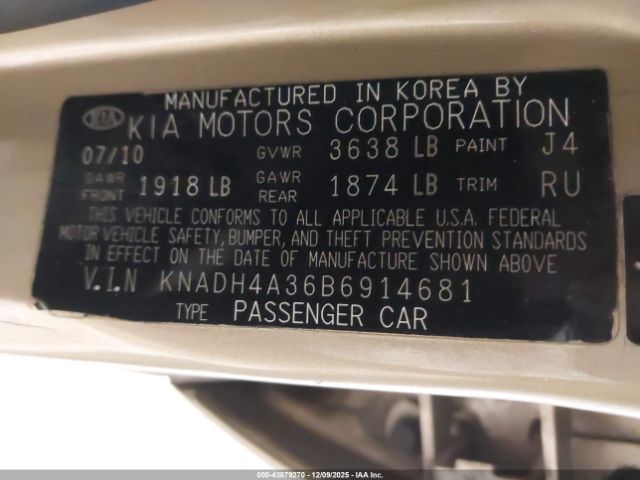 MANUFACTURED IN KOREA BY
KIA KIA MOTORS CORPORATION
07/10 GVWR 3638 LB PAINT J4
GAWR FRONT 1918 LB GAWR REAR 1874 LB TRIM RU
THIS VEHICLE CONFORMS TO ALL APPLICABLE U.S.A. FEDERAL
MOTOR VEHICLE SAFETY, BUMPER, AND THEFT PREVENTION STANDARDS
IN EFFECT ON THE DATE OF MANUFACTURE SHOWN ABOVE
V.I.N KNADH4A36B6914681
TYPE PASSENGER CAR
000-43879270 - 12/09/2025 - IAA Inc.